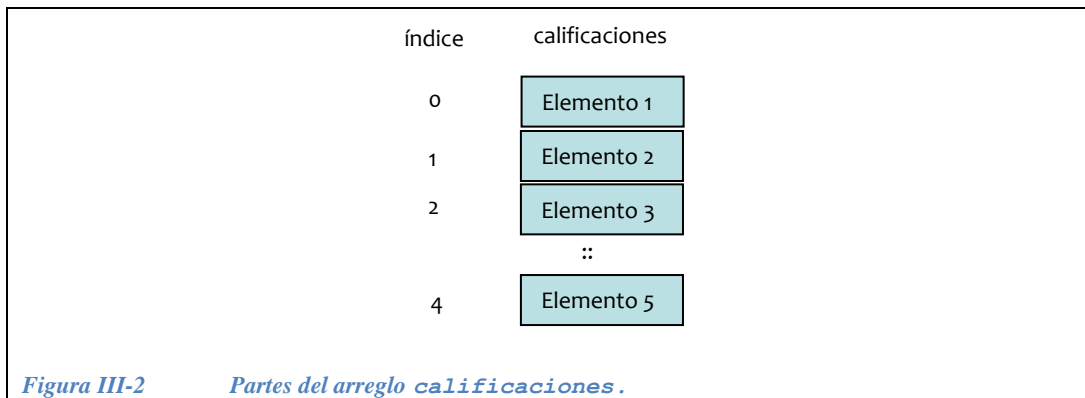 índice calificaciones
0 Elemento 1
1 Elemento 2
2 Elemento 3
::
4 Elemento 5
Figura III-2 Partes del arreglo calificaciones.